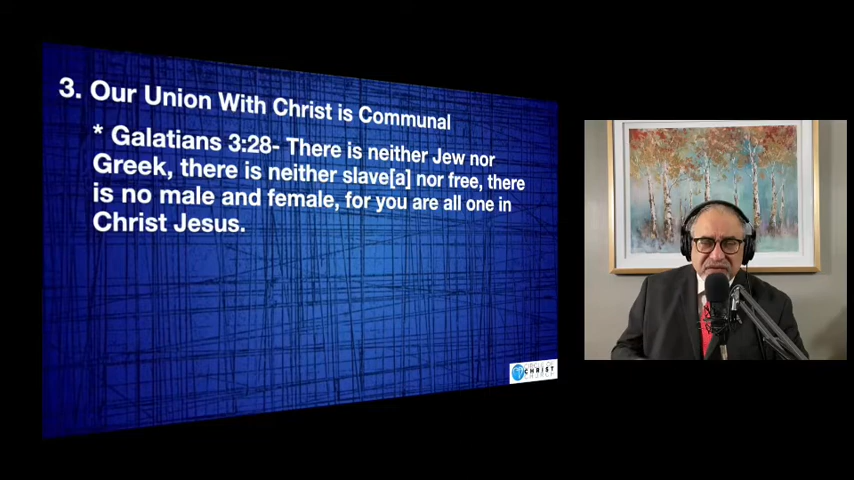 3. Our Union With Christ is Communal
* Galatians 3:28- There is neither Jew nor
Greek, there is neither slave[a] nor free, there
is no male and female, for you are all one in
Christ Jesus.
CHRIST
CHURCH